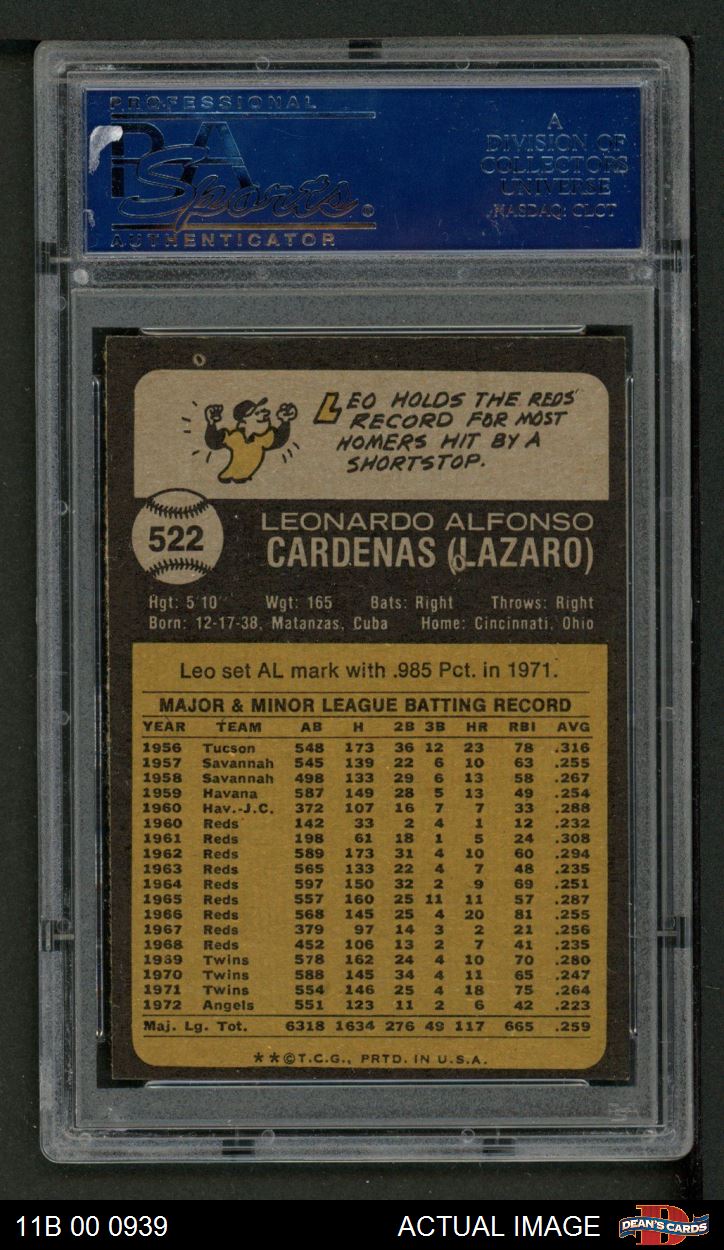 PROFESSIONAL
PSA
Sports®
AUTHENTICATOR
A
DIVISION OF
COLLECTORS
UNIVERSE
NASDAQ: CLCT
LEO HOLDS THE REDS'
RECORD FOR MOST
HOMERS HIT BY A
SHORTSTOP.
522
LEONARDO ALFONSO
CARDENAS (LAZARO)
Hgt: 5'10" Wgt: 165 Bats: Right Throws: Right
Born: 12-17-38, Matanzas, Cuba Home: Cincinnati, Ohio
Leo set AL mark with .985 Pct. in 1971.
MAJOR & MINOR LEAGUE BATTING RECORD
YEAR TEAM AB H 2B 3B HR RBI AVG
1956 Tucson 548 173 36 12 23 78 .316
1957 Savannah 545 139 22 6 10 63 .255
1958 Savannah 498 133 29 6 13 58 .267
1959 Havana 587 149 28 5 13 49 .254
1960 Hav.-J.C. 372 107 16 7 7 33 .288
1960 Reds 142 33 2 4 1 12 .232
1961 Reds 198 61 18 1 5 24 .308
1962 Reds 589 173 31 4 10 60 .294
1963 Reds 565 133 22 4 7 48 .235
1964 Reds 597 150 32 2 9 69 .251
1965 Reds 557 160 25 11 11 57 .287
1966 Reds 568 145 25 4 20 81 .255
1967 Reds 379 97 14 3 2 21 .256
1968 Reds 452 106 13 2 7 41 .235
1939 Twins 578 162 24 4 10 70 .280
1970 Twins 588 145 34 4 11 65 .247
1971 Twins 554 146 25 4 18 75 .264
1972 Angels 551 123 11 2 6 42 .223
Maj. Lg. Tot. 6318 1634 276 49 117 665 .259
**©T.C.G., PRTD. IN U.S.A.
11B 00 0939
ACTUAL IMAGE
DEAN'S CARDS